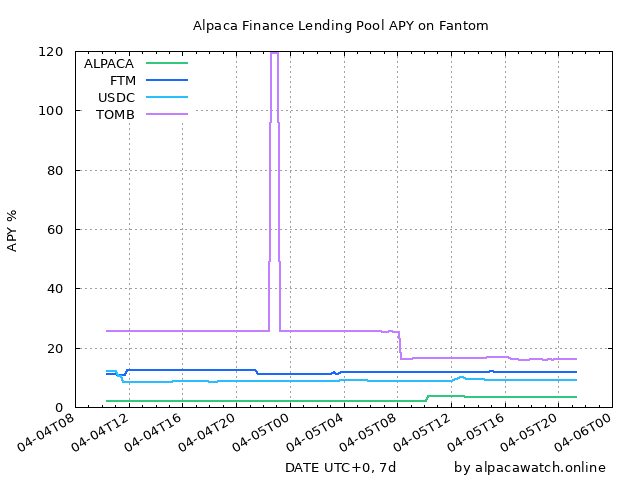 Alpaca Finance Lending Pool APY on Fantom
120
100
80
60
40
20
0
APY %
ALPACA
FTM
USDC
TOMB
04-04T08
04-04T12
04-04T16
04-04T20
04-05T00
04-05T04
04-05T08
04-05T12
04-05T16
04-05T20
04-06T00
DATE UTC+0, 7d
by alpacawatch.online